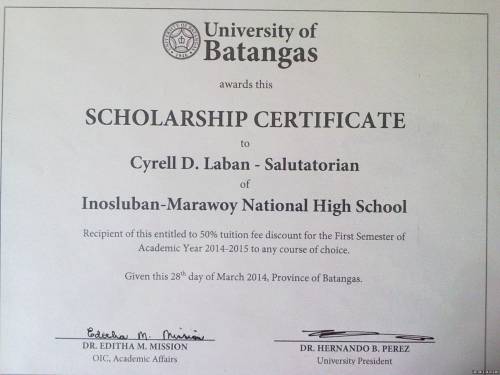 University of
Batangas
awards this
SCHOLARSHIP CERTIFICATE
to
Cyrell D. Laban - Salutatorian
of
Inosluban-Marawoy National High School
Recipient of this entitled to 50% tuition fee discount for the First Semester of
Academic Year 2014-2015 to any course of choice.
Given this 28th day of March 2014, Province of Batangas.
Editha M. Mission
DR. EDITHA M. MISSION
OIC, Academic Affairs
DR. HERNANDO B. PEREZ
University President